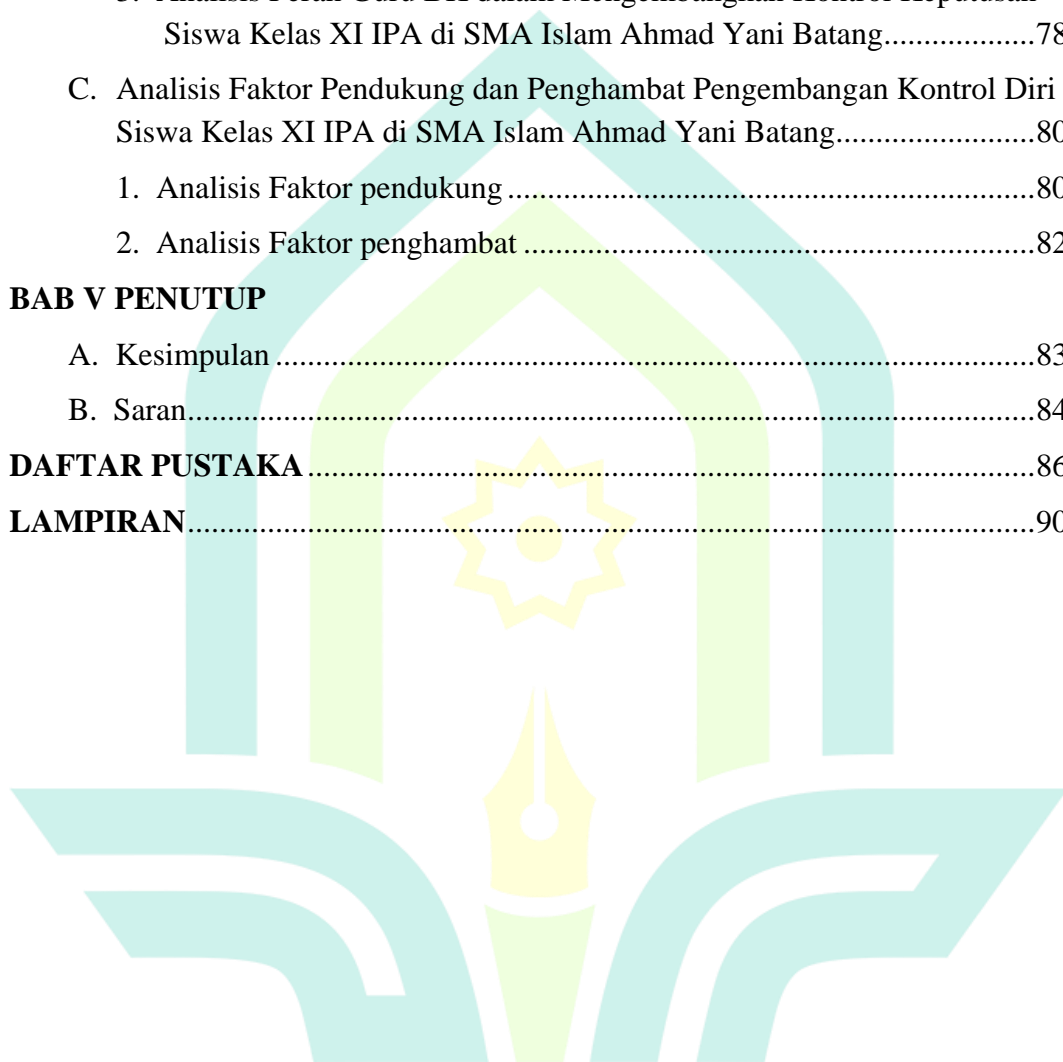 Siswa Kelas XI IPA di SMA Islam Ahmad Yani Batang..................78
C. Analisis Faktor Pendukung dan Penghambat Pengembangan Kontrol Diri
Siswa Kelas XI IPA di SMA Islam Ahmad Yani Batang.......................80
1. Analisis Faktor pendukung..................................................................80
2. Analisis Faktor penghambat................................................................82
BAB V PENUTUP
A. Kesimpulan............................................................................................83
B. Saran.......................................................................................................84
DAFTAR PUSTAKA.........................................................................................86
LAMPIRAN........................................................................................................90